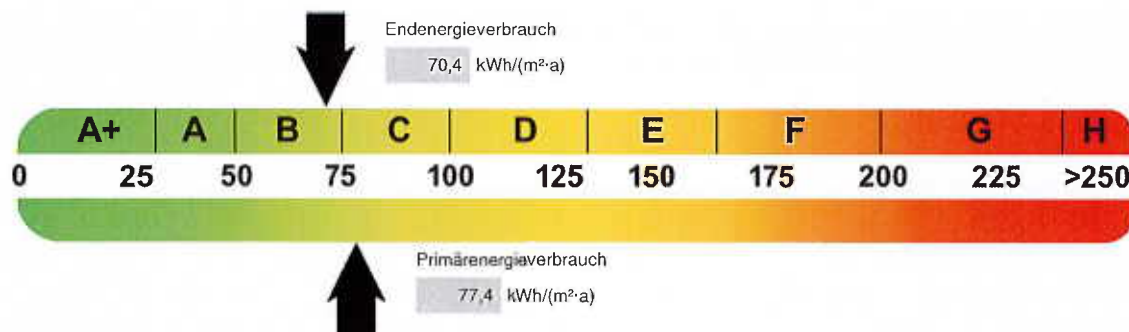 Endenergieverbrauch
70,4 kWh/(m²·a)
A+ A B C D E F G H
0 25 50 75 100 125 150 175 200 225 >250
Primärenergieverbrauch
77,4 kWh/(m²·a)